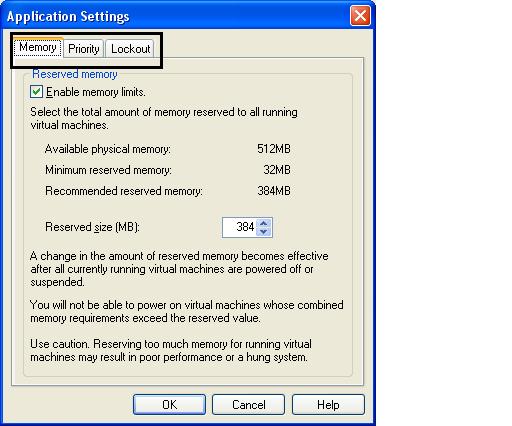 Application Settings
Memory Priority Lockout
Reserved memory
Enable memory limits.
Select the total amount of memory reserved to all running
virtual machines.
Available physical memory: 512MB
Minimum reserved memory: 32MB
Recommended reserved memory: 384MB
Reserved size (MB): 384
A change in the amount of reserved memory becomes effective
after all currently running virtual machines are powered off or
suspended.
You will not be able to power on virtual machines whose combined
memory requirements exceed the reserved value.
Use caution. Reserving too much memory for running virtual
machines may result in poor performance or a hung system.
OK Cancel Help